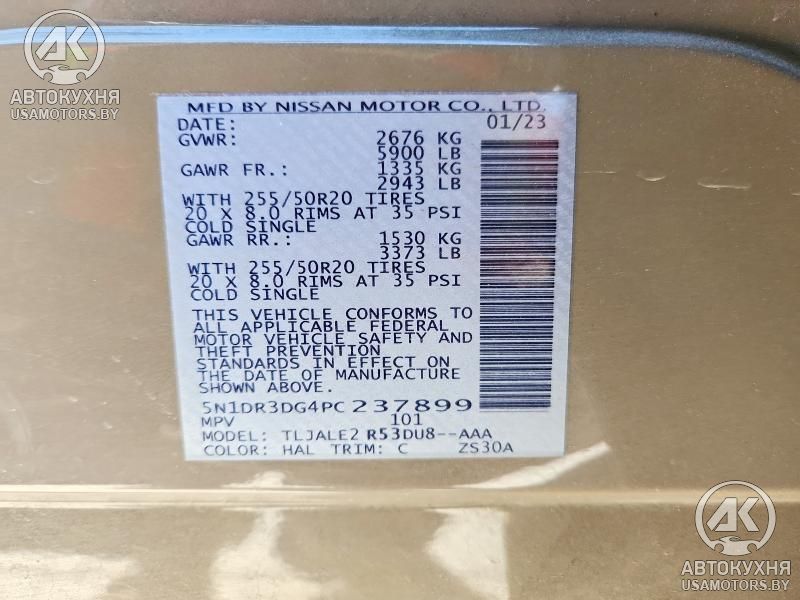 AK
АВТОКУХНЯ
USAMOTORS.BY
MFD BY NISSAN MOTOR CO., LTD.
DATE: 01/23
GVWR: 2676 KG
5900 LB
GAWR FR.: 1335 KG
2943 LB
WITH 255/50R20 TIRES
20 X 8.0 RIMS AT 35 PSI
COLD SINGLE
GAWR RR.: 1530 KG
3373 LB
WITH 255/50R20 TIRES
20 X 8.0 RIMS AT 35 PSI
COLD SINGLE
THIS VEHICLE CONFORMS TO
ALL APPLICABLE FEDERAL
MOTOR VEHICLE SAFETY AND
THEFT PREVENTION
STANDARDS IN EFFECT ON
THE DATE OF MANUFACTURE
SHOWN ABOVE.
5N1DR3DG4PC237899
MPV 101
MODEL: TLJALE2 R53DU8--AAA
COLOR: HAL TRIM: C ZS30A
AK
АВТОКУХНЯ
USAMOTORS.BY